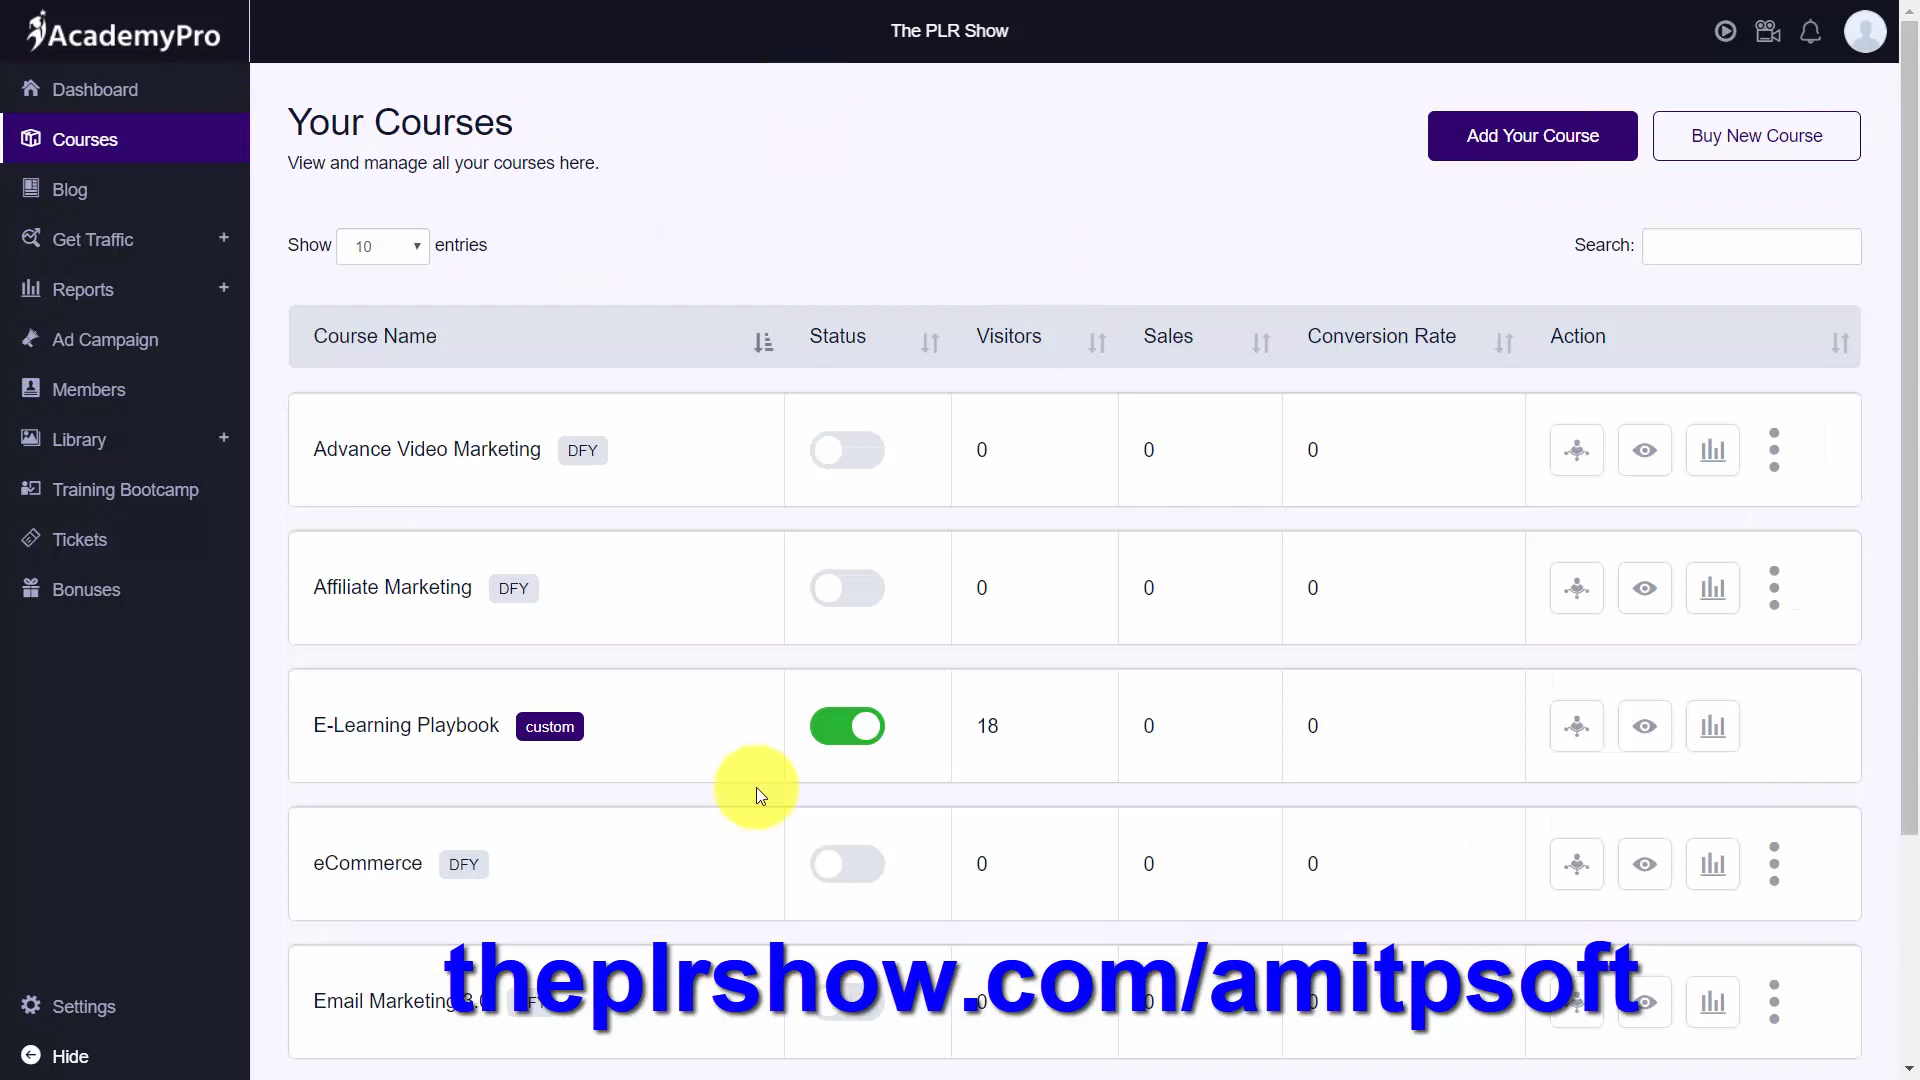 AcademyPro
The PLR Show
Dashboard
Courses
Blog
Get Traffic +
Reports +
Ad Campaign
Members
Library +
Training Bootcamp
Tickets
Bonuses
Settings
Hide
Your Courses
View and manage all your courses here.
Add Your Course
Buy New Course
Show 10 entries
Search:
Course Name Status Visitors Sales Conversion Rate Action
Advance Video Marketing DFY 0 0 0
Affiliate Marketing DFY 0 0 0
E-Learning Playbook custom 18 0 0
eCommerce DFY 0 0 0
Email Marketing 3.0 0 0
theplrshow.com/amitpsoft